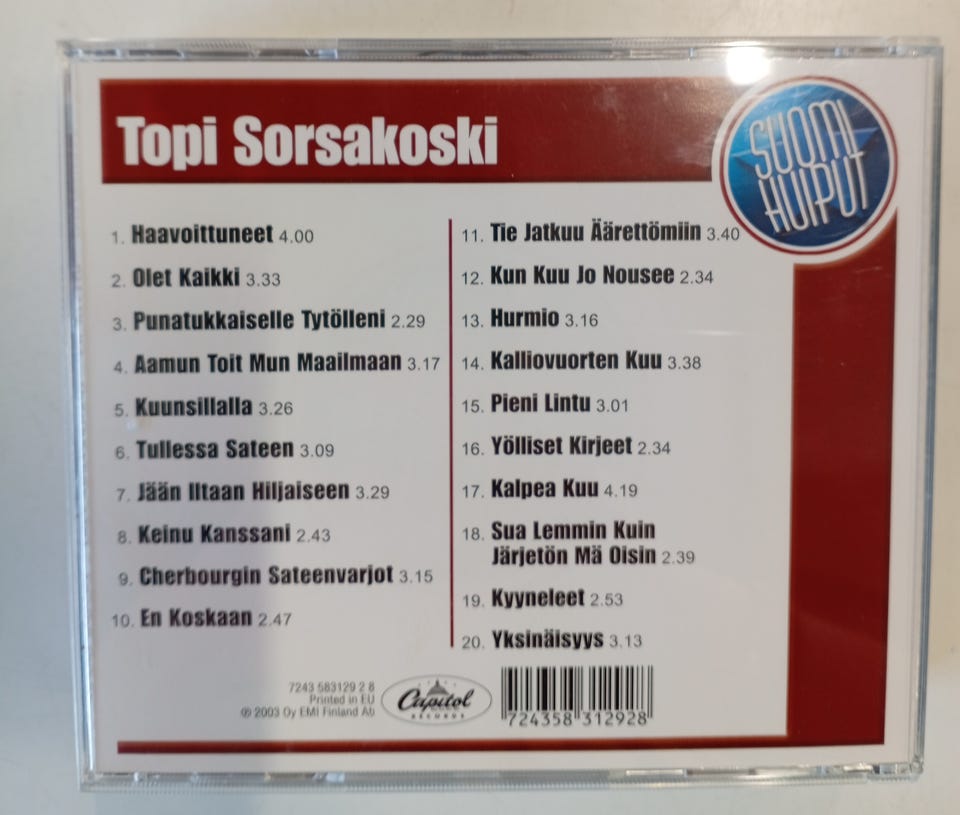 Topi Sorsakoski
SUOMI
HUIPUT
1. Haavoittuneet 4.00
2. Olet Kaikki 3.33
3. Punatukkaiselle Tytölleni 2.29
4. Aamun Toit Mun Maailmaan 3.17
5. Kuunsillalla 3.26
6. Tullessa Sateen 3.09
7. Jään Iltaan Hiljaiseen 3.29
8. Keinu Kanssani 2.43
9. Cherbourgin Sateenvarjot 3.15
10. En Koskaan 2.47
11. Tie Jatkuu Äärettömiin 3.40
12. Kun Kuu Jo Nousee 2.34
13. Hurmio 3.16
14. Kalliovuorten Kuu 3.38
15. Pieni Lintu 3.01
16. Yölliset Kirjeet 2.34
17. Kalpea Kuu 4.19
18. Sua Lemmin Kuin
Järjetön Mä Oisin 2.39
19. Kyyneleet 2.53
20. Yksinäisyys 3.13
7243 583129 2 8
Printed in EU
℗ 2003 Oy EMI Finland Ab
Capitol
RECORDS
724358 312928